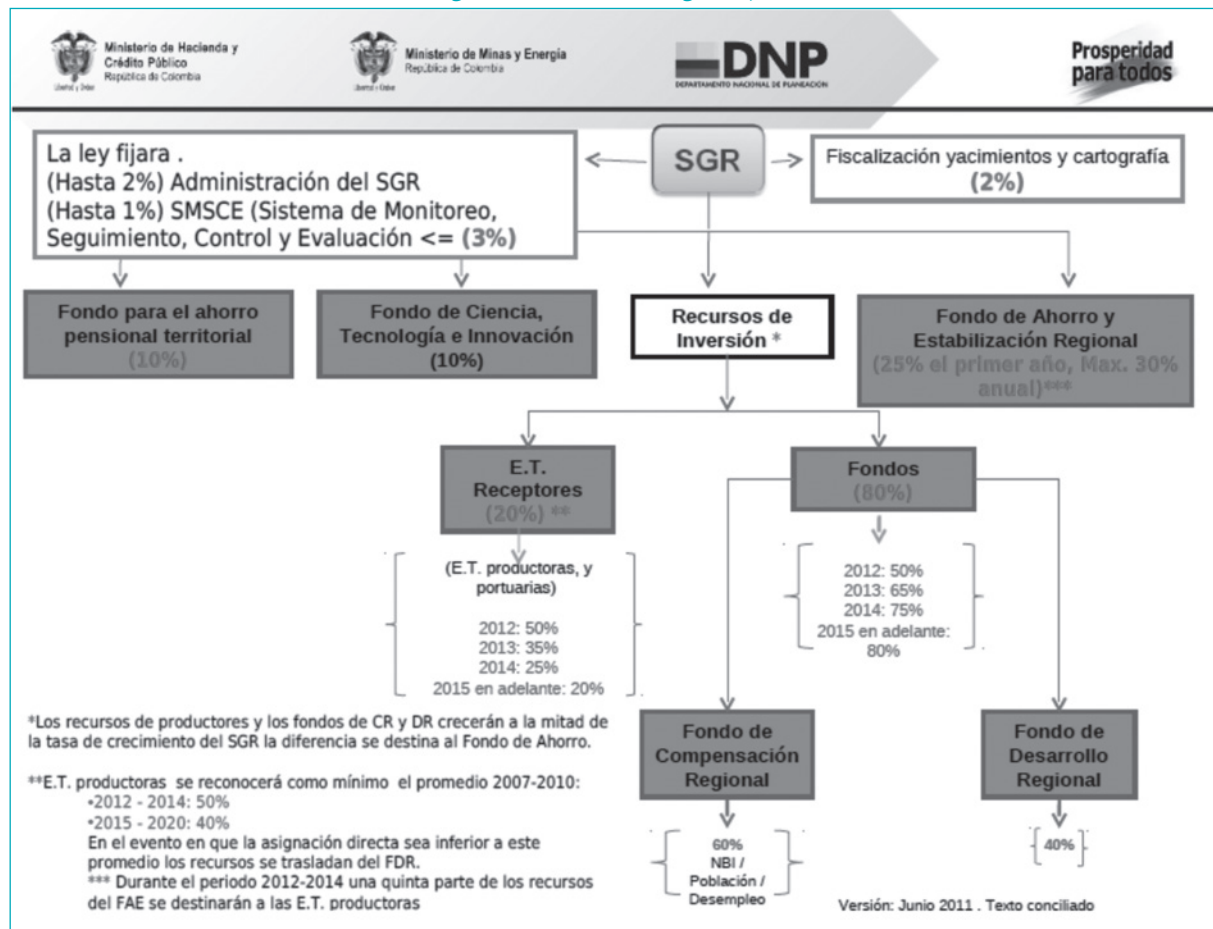 Ministerio de Hacienda y
Crédito Público
República de Colombia
Libertad y Orden
Ministerio de Minas y Energía
República de Colombia
Libertad y Orden
DNP
DEPARTAMENTO NACIONAL DE PLANEACION
Prosperidad
para todos
La ley fijara .
(Hasta 2%) Administración del SGR
(Hasta 1%) SMSCE (Sistema de Monitoreo,
Seguimiento, Control y Evaluación <= (3%)
SGR
Fiscalización yacimientos y cartografía
(2%)
Fondo para el ahorro
pensional territorial
(10%)
Fondo de Ciencia,
Tecnología e Innovación
(10%)
Recursos de
Inversión *
Fondo de Ahorro y
Estabilización Regional
(25% el primer año, Max. 30%
anual)***
E.T.
Receptores
(20%) **
Fondos
(80%)
(E.T. productoras, y
portuarias)
2012: 50%
2013: 35%
2014: 25%
2015 en adelante: 20%
2012: 50%
2013: 65%
2014: 75%
2015 en adelante:
80%
*Los recursos de productores y los fondos de CR y DR crecerán a la mitad de
la tasa de crecimiento del SGR la diferencia se destina al Fondo de Ahorro.
**E.T. productoras se reconocerá como mínimo el promedio 2007-2010:
•2012 - 2014: 50%
•2015 - 2020: 40%
En el evento en que la asignación directa sea inferior a este
promedio los recursos se trasladan del FDR.
*** Durante el periodo 2012-2014 una quinta parte de los recursos
del FAE se destinarán a las E.T. productoras
Fondo de
Compensación
Regional
Fondo de
Desarrollo
Regional
60%
NBI /
Población /
Desempleo
40%
Versión: Junio 2011 . Texto conciliado